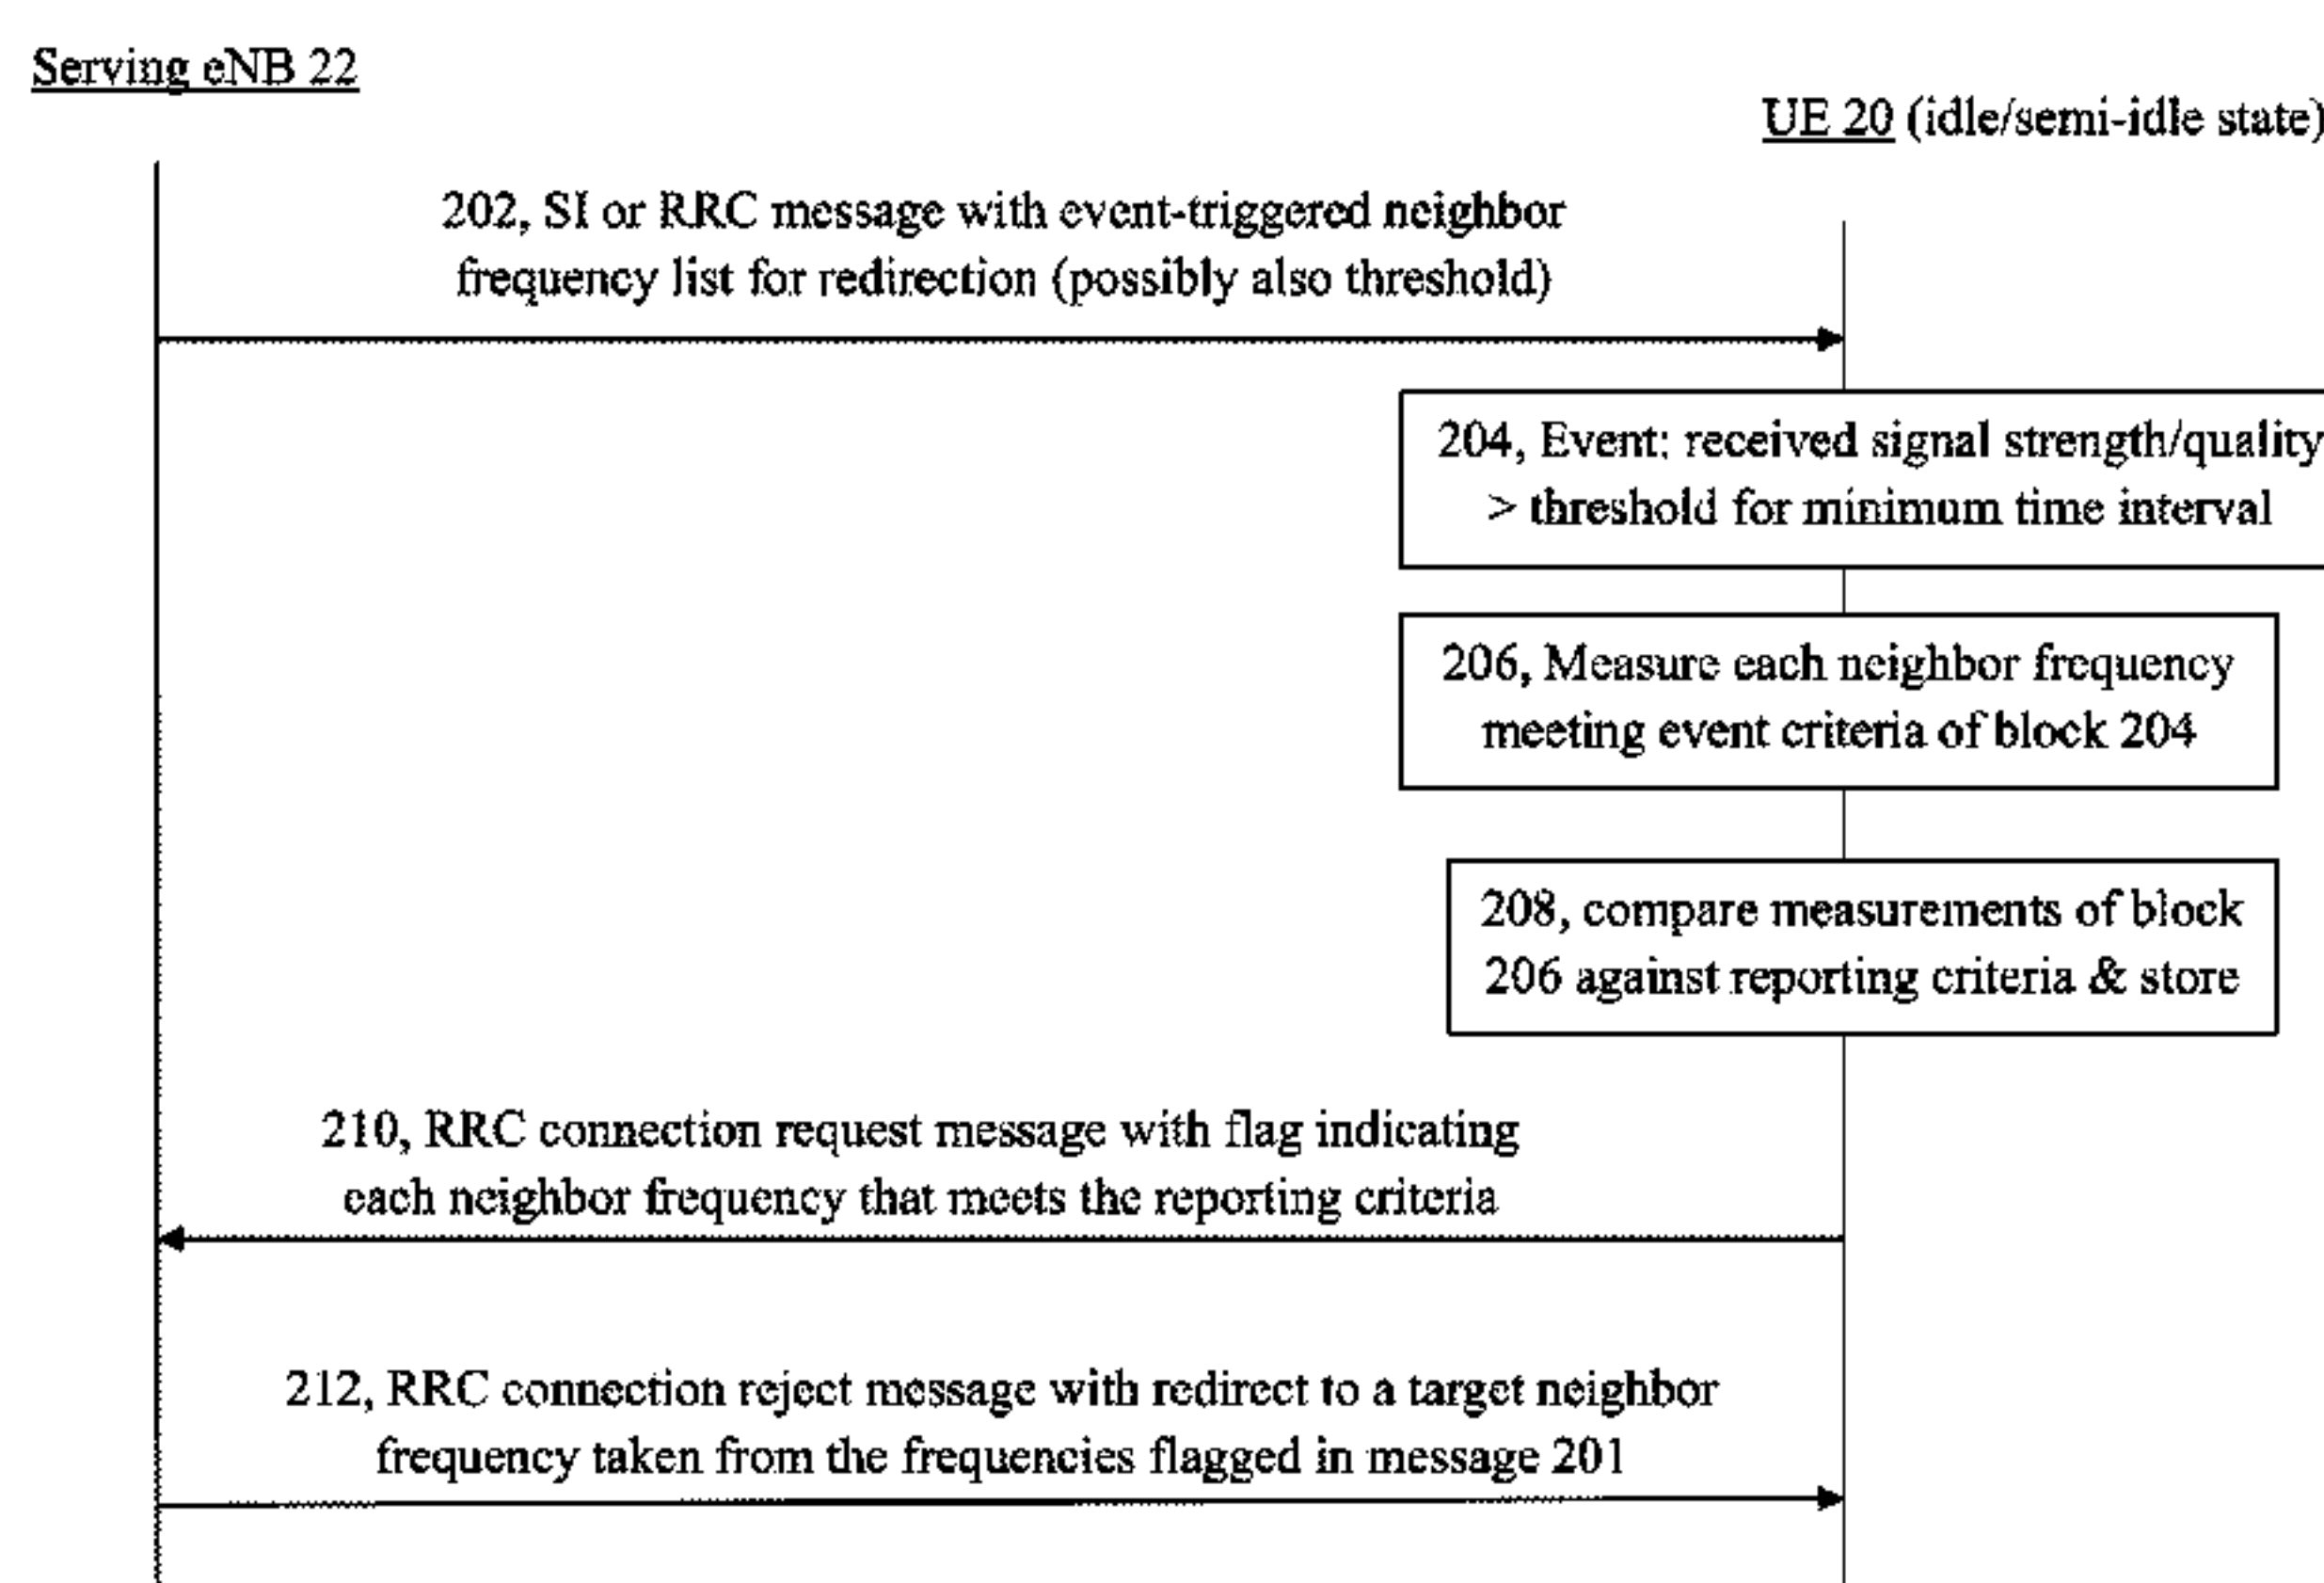 Serving eNB 22
UE 20 (idle/semi-idle state)
202, SI or RRC message with event-triggered neighbor
frequency list for redirection (possibly also threshold)
204, Event: received signal strength/quality
> threshold for minimum time interval
206, Measure each neighbor frequency
meeting event criteria of block 204
208, compare measurements of block
206 against reporting criteria & store
210, RRC connection request message with flag indicating
each neighbor frequency that meets the reporting criteria
212, RRC connection reject message with redirect to a target neighbor
frequency taken from the frequencies flagged in message 201